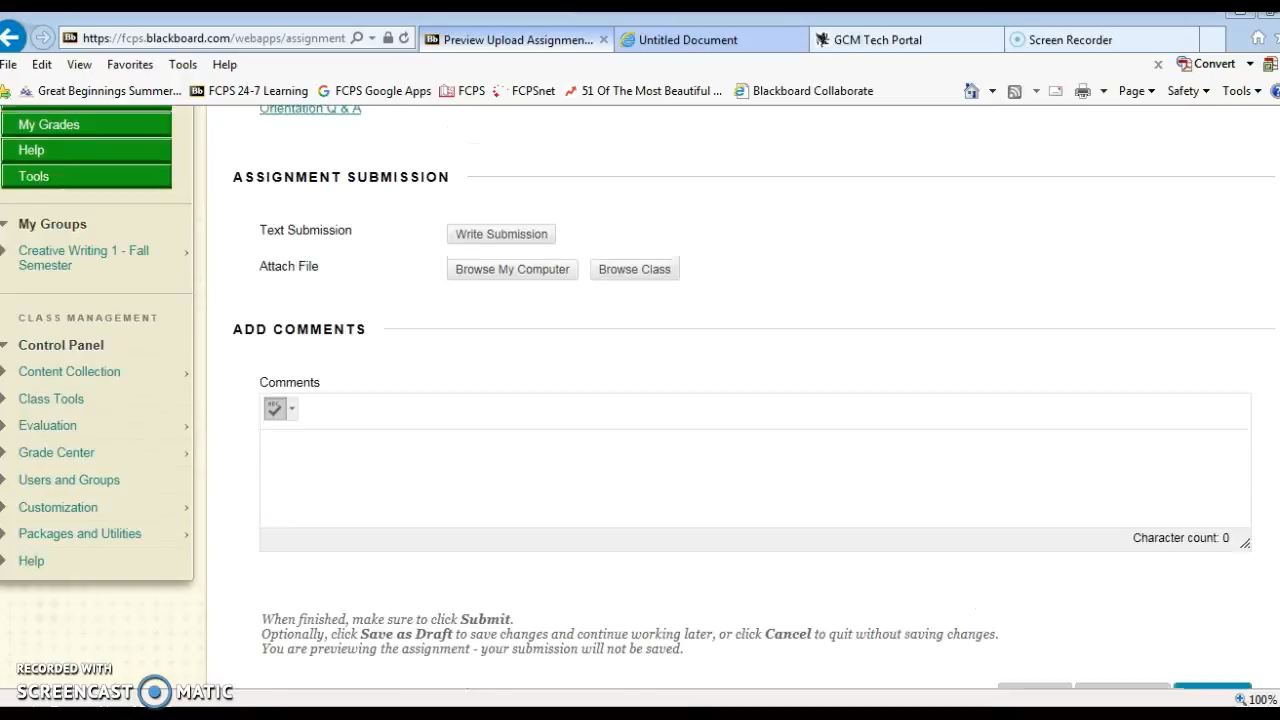 https://fcps.blackboard.com/webapps/assignment
Preview Upload Assignmen...
Untitled Document
GCM Tech Portal
Screen Recorder
File Edit View Favorites Tools Help
Convert
Great Beginnings Summer...
FCPS 24-7 Learning
FCPS Google Apps
FCPS
FCPSnet
51 Of The Most Beautiful ...
Blackboard Collaborate
Page
Safety
Tools
Orientation Q & A
My Grades
Help
Tools
My Groups
Creative Writing 1 - Fall
Semester
CLASS MANAGEMENT
Control Panel
Content Collection
Class Tools
Evaluation
Grade Center
Users and Groups
Customization
Packages and Utilities
Help
ASSIGNMENT SUBMISSION
Text Submission
Write Submission
Attach File
Browse My Computer
Browse Class
ADD COMMENTS
Comments
ABC
Character count: 0
When finished, make sure to click Submit.
Optionally, click Save as Draft to save changes and continue working later, or click Cancel to quit without saving changes.
You are previewing the assignment - your submission will not be saved.
RECORDED WITH
SCREENCAST MATIC
100%